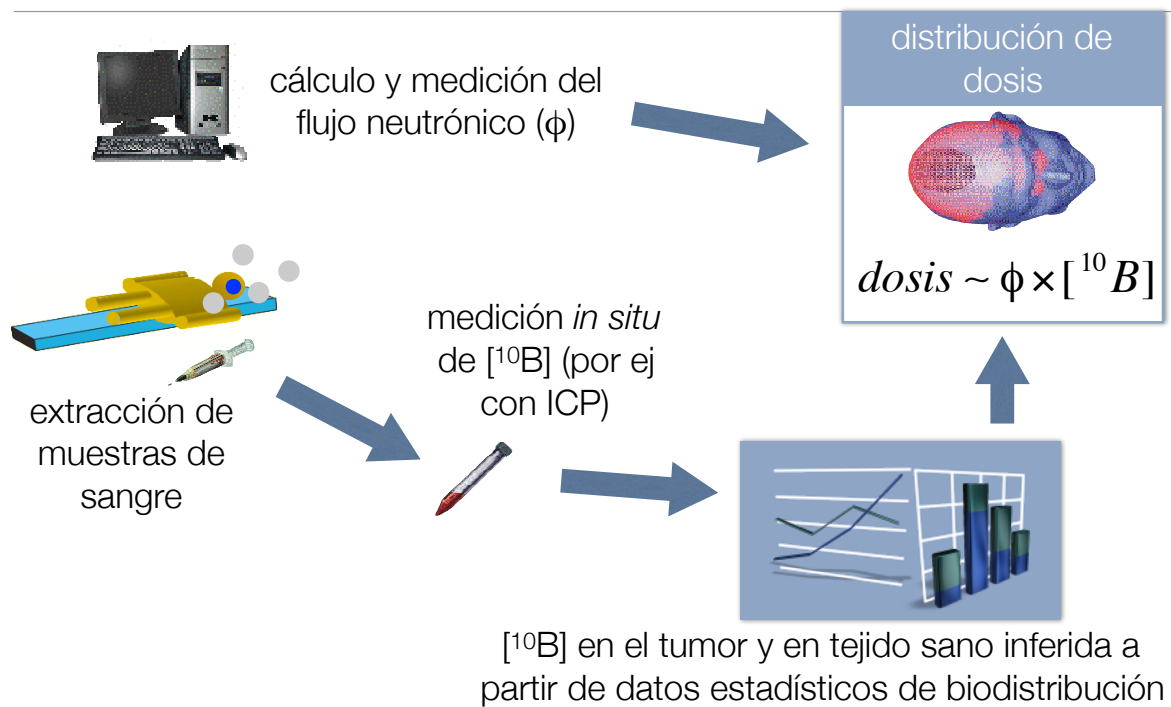 cálculo y medición del
flujo neutrónico (ϕ)
distribución de
dosis
dosis ~ ϕ × [¹⁰B]
extracción de
muestras de
sangre
medición in situ
de [¹⁰B] (por ej
con ICP)
[¹⁰B] en el tumor y en tejido sano inferida a
partir de datos estadísticos de biodistribución